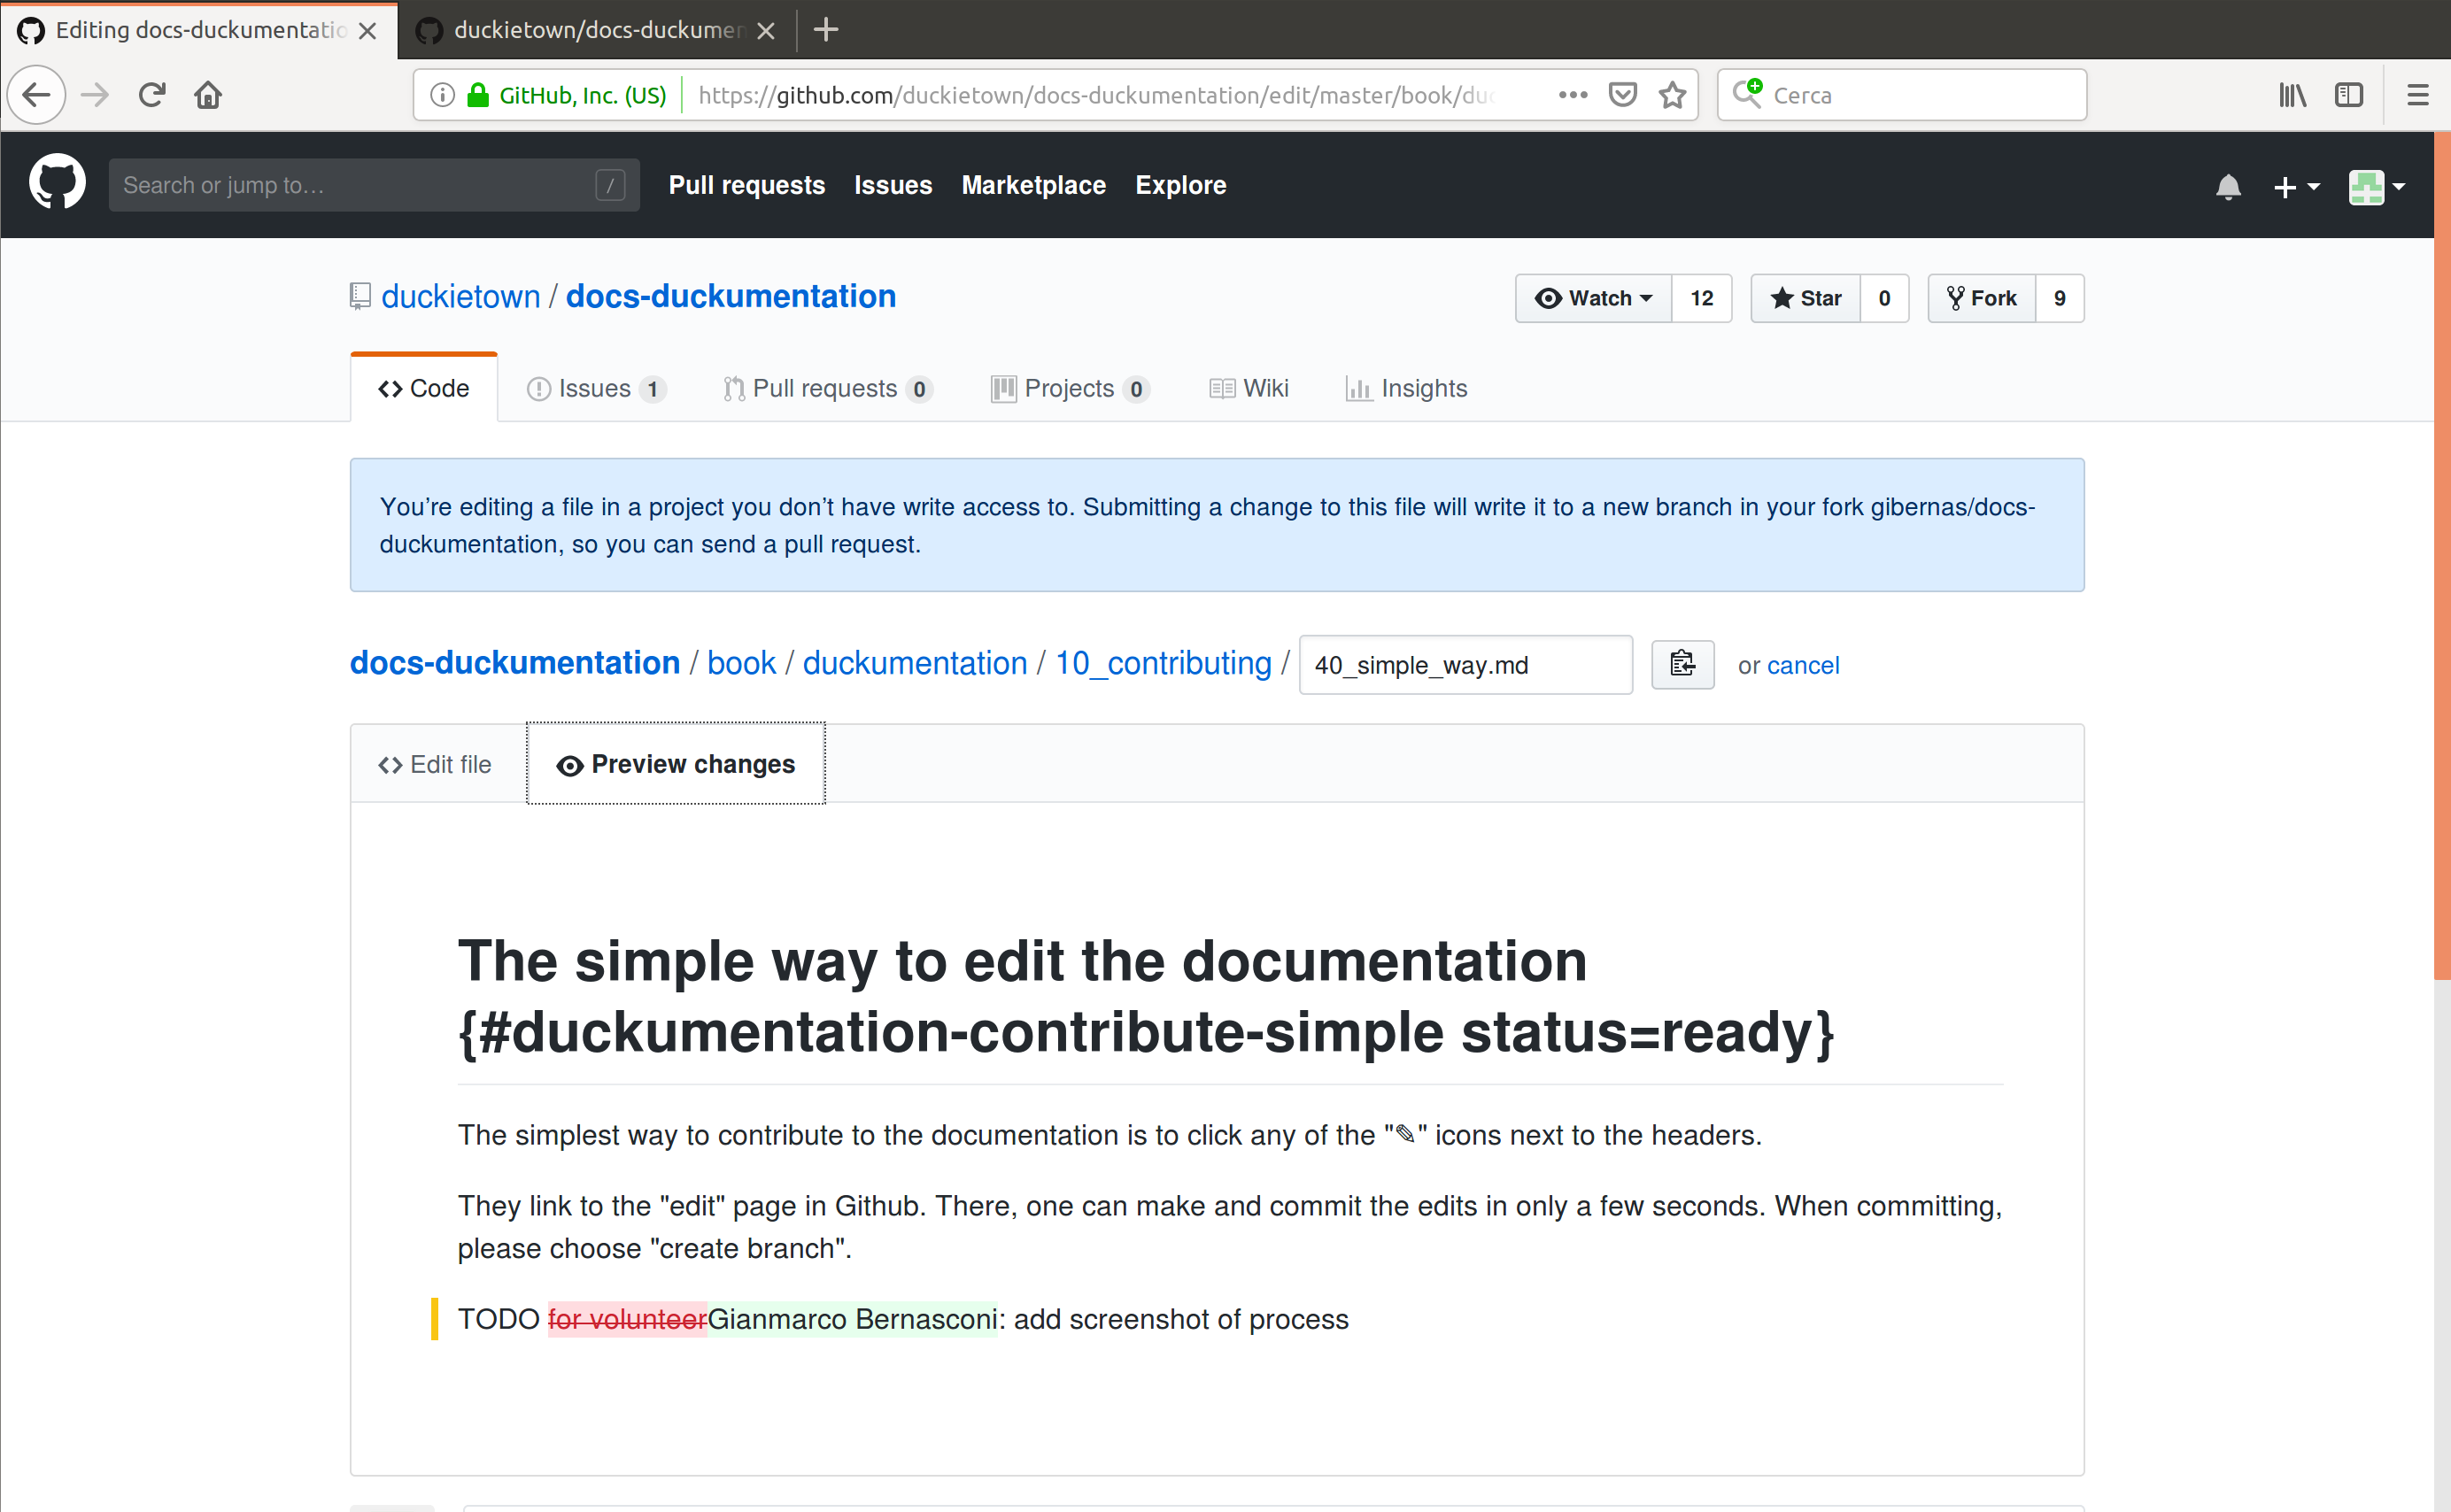 Editing docs-duckumentatio
duckietown/docs-duckumen
GitHub, Inc. (US) https://github.com/duckietown/docs-duckumentation/edit/master/book/duc
Cerca
Search or jump to… /
Pull requests Issues Marketplace Explore
duckietown / docs-duckumentation
Watch 12 Star 0 Fork 9
Code Issues 1 Pull requests 0 Projects 0 Wiki Insights
You’re editing a file in a project you don’t have write access to. Submitting a change to this file will write it to a new branch in your fork gibernas/docs-
duckumentation, so you can send a pull request.
docs-duckumentation / book / duckumentation / 10_contributing / 40_simple_way.md or cancel
Edit file Preview changes
The simple way to edit the documentation
{#duckumentation-contribute-simple status=ready}
The simplest way to contribute to the documentation is to click any of the "✎" icons next to the headers.
They link to the "edit" page in Github. There, one can make and commit the edits in only a few seconds. When committing,
please choose "create branch".
TODO for volunteerGianmarco Bernasconi: add screenshot of process